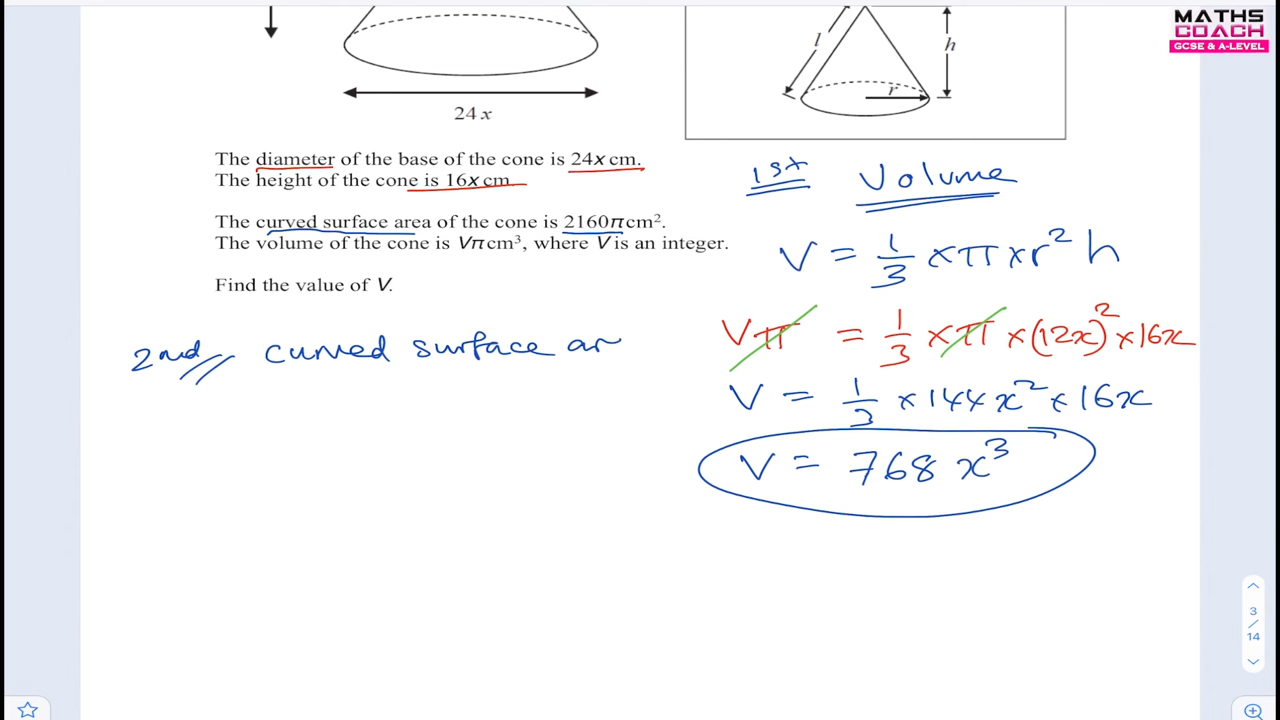 MATHS
COACH
GCSE & A-LEVEL
l
h
r
24x
The diameter of the base of the cone is 24x cm.
The height of the cone is 16x cm.
The curved surface area of the cone is 2160π cm².
The volume of the cone is Vπ cm³, where V is an integer.
Find the value of V.
1st Volume
V = 1/3 × π × r² h
Vπ = 1/3 × π × (12x)² × 16x
V = 1/3 × 144x² × 16x
V = 768 x³
2nd curved surface ar
3
/
14